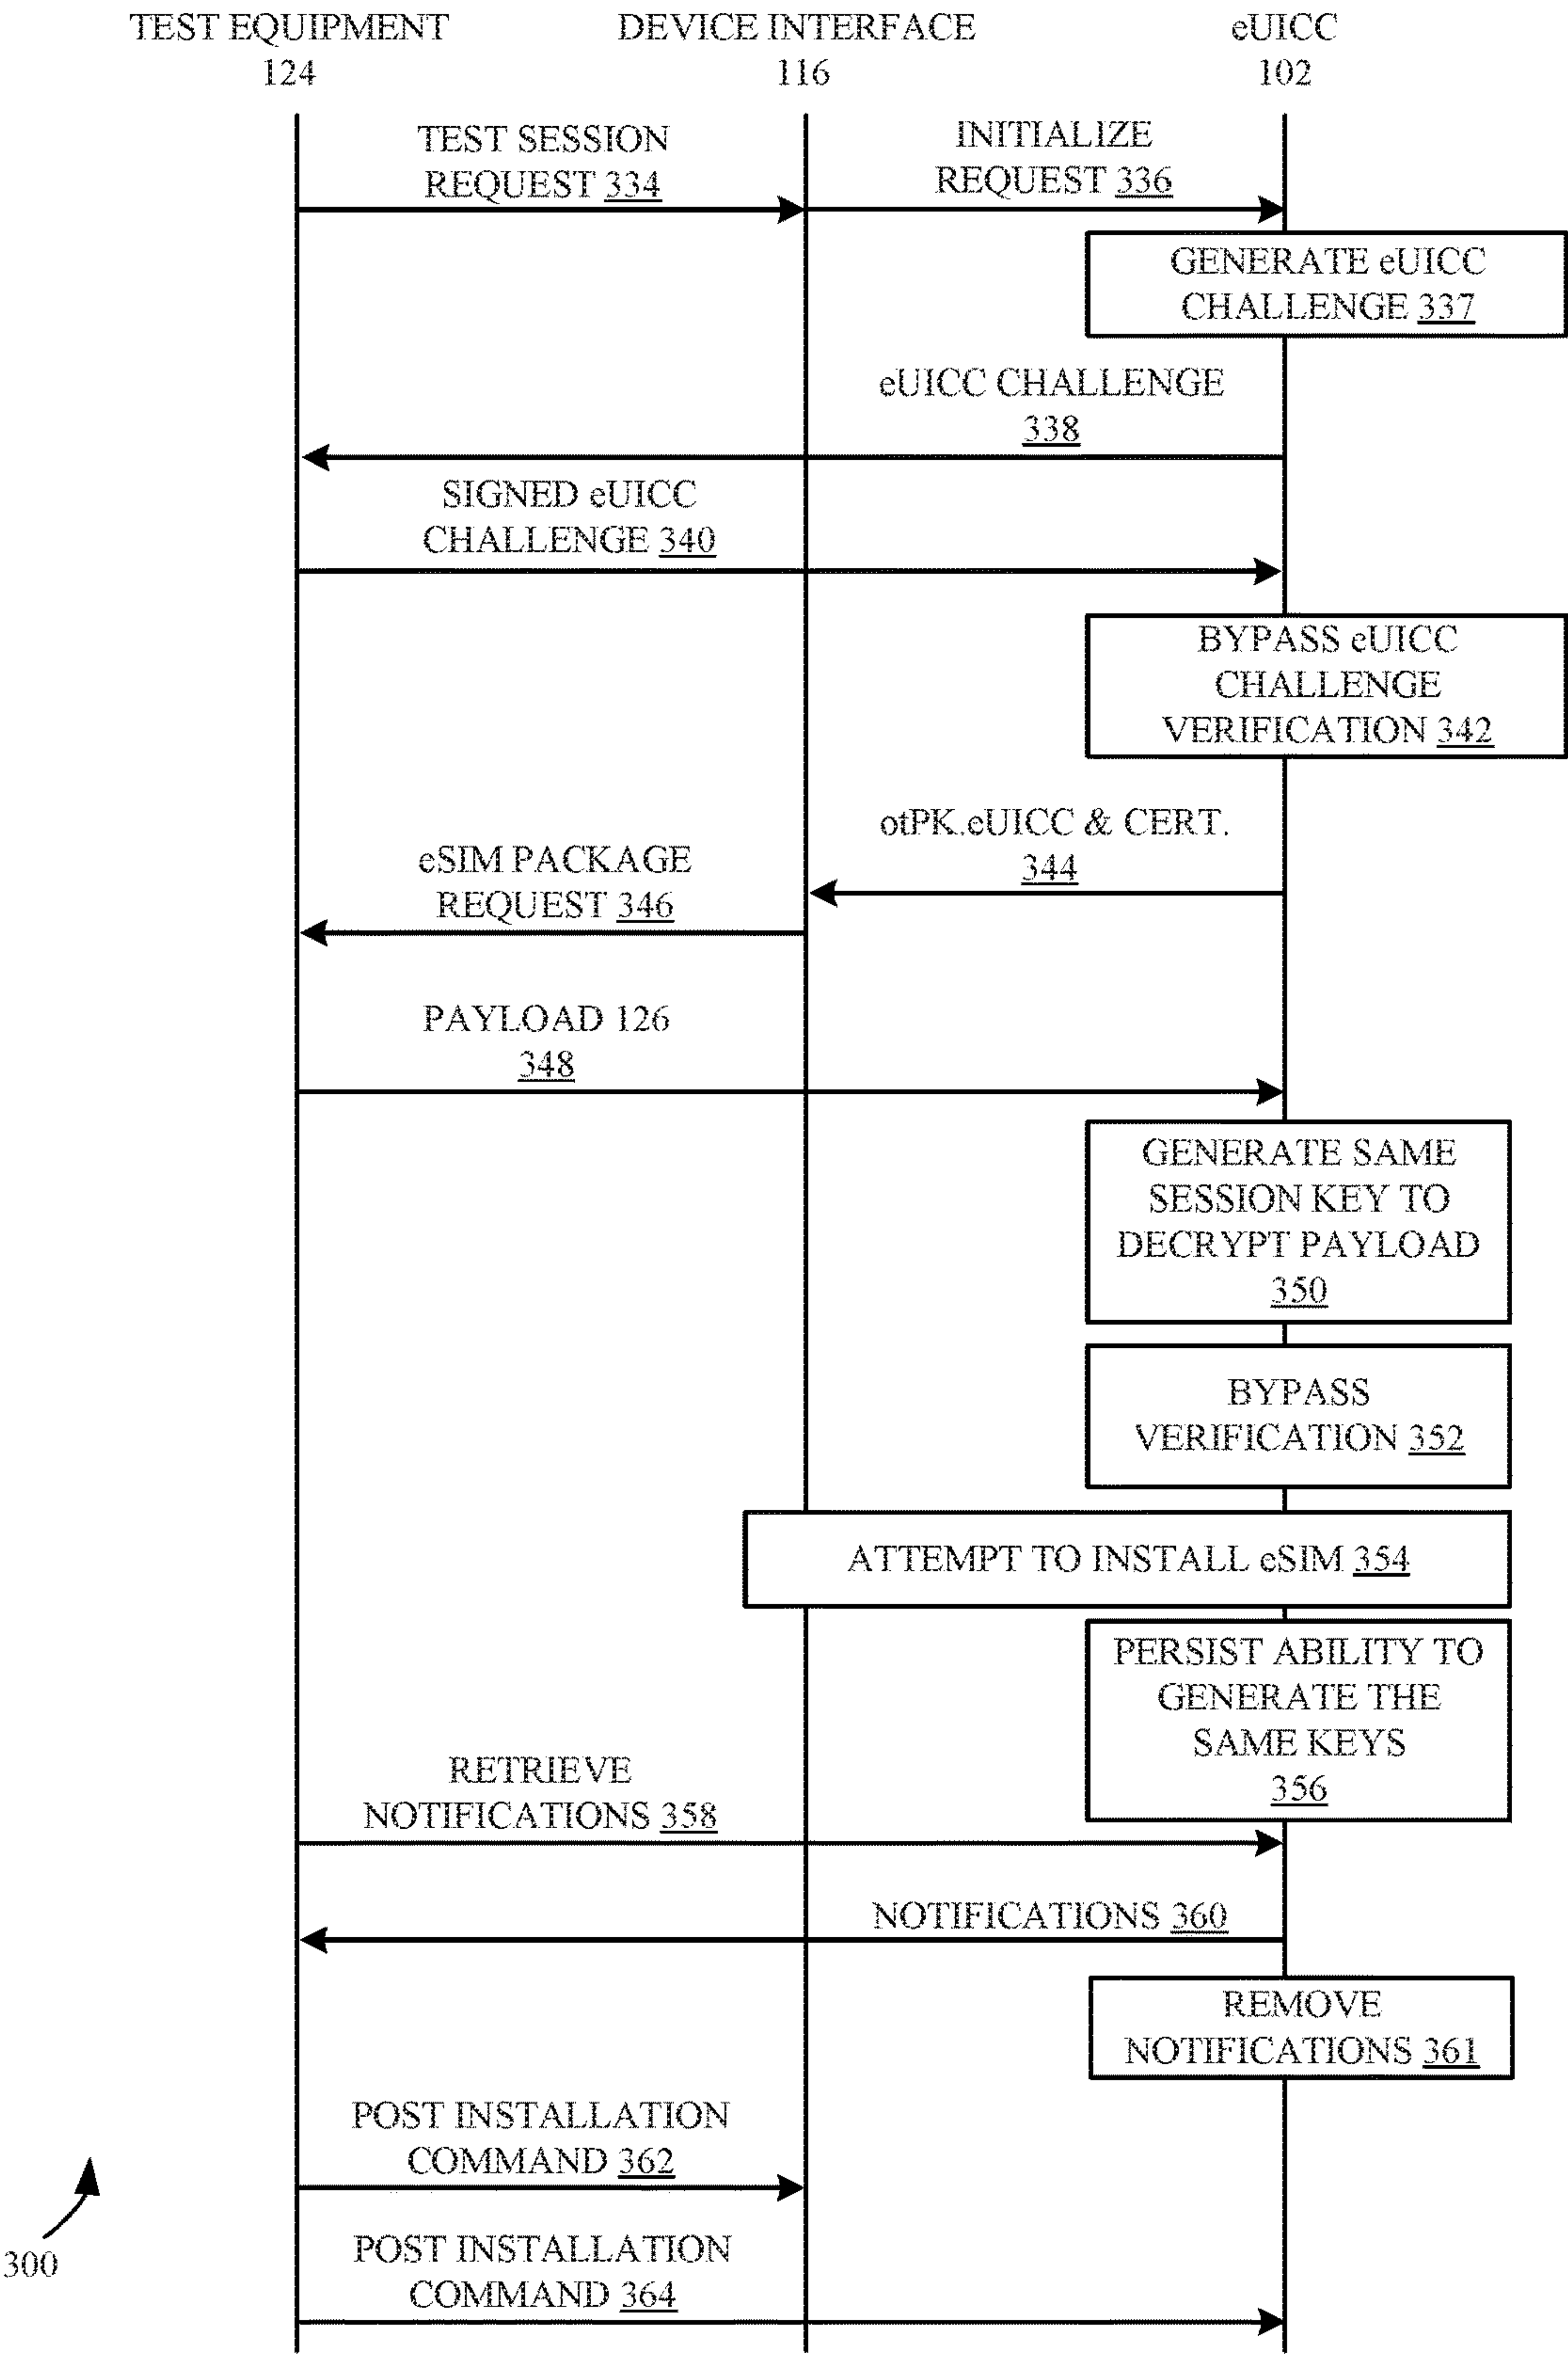 TEST EQUIPMENT
124
DEVICE INTERFACE
116
eUICC
102
TEST SESSION
REQUEST 334
INITIALIZE
REQUEST 336
GENERATE eUICC
CHALLENGE 337
eUICC CHALLENGE
338
SIGNED eUICC
CHALLENGE 340
BYPASS eUICC
CHALLENGE
VERIFICATION 342
otPK.eUICC & CERT.
344
eSIM PACKAGE
REQUEST 346
PAYLOAD 126
348
GENERATE SAME
SESSION KEY TO
DECRYPT PAYLOAD
350
BYPASS
VERIFICATION 352
ATTEMPT TO INSTALL eSIM 354
PERSIST ABILITY TO
GENERATE THE
SAME KEYS
356
RETRIEVE
NOTIFICATIONS 358
NOTIFICATIONS 360
REMOVE
NOTIFICATIONS 361
POST INSTALLATION
COMMAND 362
POST INSTALLATION
COMMAND 364
300